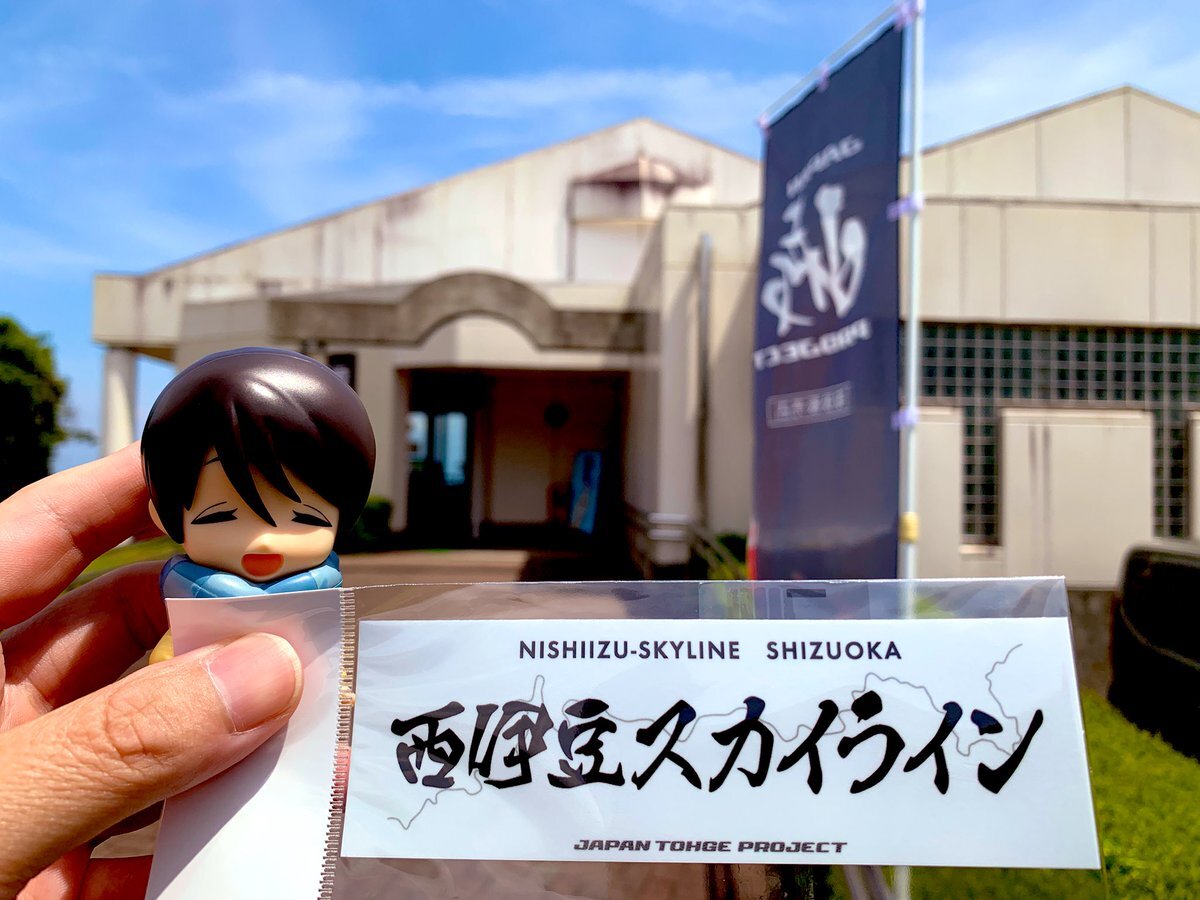 NISHIIZU-SKYLINE SHIZUOKA
西伊豆スカイライン
JAPAN TOHGE PROJECT